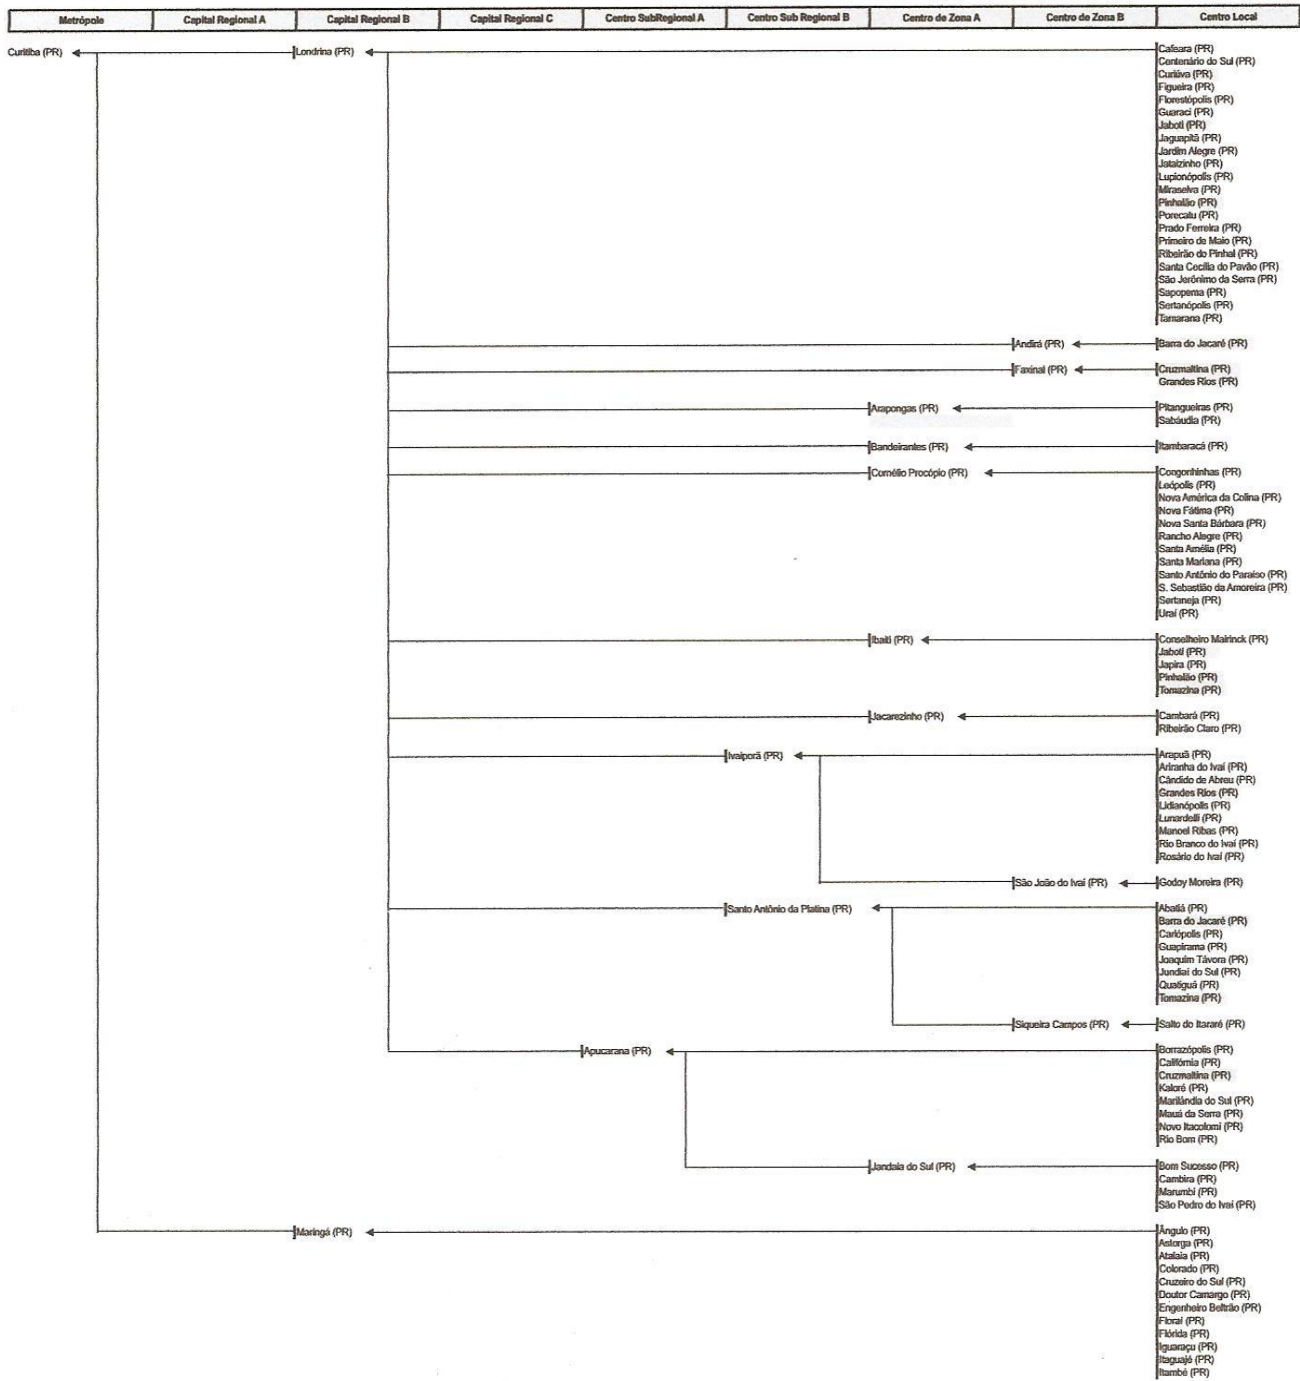 Metrópole Capital Regional A Capital Regional B Capital Regional C Centro SubRegional A Centro Sub Regional B Centro de Zona A Centro de Zona B Centro Local
Curitiba (PR) Londrina (PR) Cafeara (PR)
Centenário do Sul (PR)
Curiúva (PR)
Figueira (PR)
Florestópolis (PR)
Guaraci (PR)
Jaboti (PR)
Jaguapitã (PR)
Jardim Alegre (PR)
Jataizinho (PR)
Lupionópolis (PR)
Miraselva (PR)
Pinhalão (PR)
Porecatu (PR)
Prado Ferreira (PR)
Primeiro de Maio (PR)
Ribeirão do Pinhal (PR)
Santa Cecília do Pavão (PR)
São Jerônimo da Serra (PR)
Sapopema (PR)
Sertanópolis (PR)
Tamarana (PR)
Andirá (PR) Barra do Jacaré (PR)
Faxinal (PR) Cruzmaltina (PR)
Grandes Rios (PR)
Arapongas (PR) Pitangueiras (PR)
Sabáudia (PR)
Bandeirantes (PR) Itambaracá (PR)
Cornélio Procópio (PR) Congonhinhas (PR)
Leópolis (PR)
Nova América da Colina (PR)
Nova Fátima (PR)
Nova Santa Bárbara (PR)
Rancho Alegre (PR)
Santa Amélia (PR)
Santa Mariana (PR)
Santo Antônio do Paraíso (PR)
S. Sebastião da Amoreira (PR)
Sertaneja (PR)
Uraí (PR)
Ibaiti (PR) Conselheiro Mairinck (PR)
Jaboti (PR)
Japira (PR)
Pinhalão (PR)
Tomazina (PR)
Jacarezinho (PR) Cambará (PR)
Ribeirão Claro (PR)
Ivaiporã (PR) Arapuã (PR)
Ariranha do Ivaí (PR)
Cândido de Abreu (PR)
Grandes Rios (PR)
Lidianópolis (PR)
Lunardelli (PR)
Manoel Ribas (PR)
Rio Branco do Ivaí (PR)
Rosário do Ivaí (PR)
São João do Ivaí (PR) Godoy Moreira (PR)
Santo Antônio da Platina (PR) Abatiá (PR)
Barra do Jacaré (PR)
Carlópolis (PR)
Guapirama (PR)
Joaquim Távora (PR)
Jundiaí do Sul (PR)
Quatiguá (PR)
Tomazina (PR)
Siqueira Campos (PR) Salto do Itararé (PR)
Apucarana (PR) Borrazópolis (PR)
Califórnia (PR)
Cruzmaltina (PR)
Kaloré (PR)
Marilândia do Sul (PR)
Mauá da Serra (PR)
Novo Itacolomi (PR)
Rio Bom (PR)
Jandaia do Sul (PR) Bom Sucesso (PR)
Cambira (PR)
Marumbi (PR)
São Pedro do Ivaí (PR)
Maringá (PR) Ângulo (PR)
Astorga (PR)
Atalaia (PR)
Colorado (PR)
Cruzeiro do Sul (PR)
Doutor Camargo (PR)
Engenheiro Beltrão (PR)
Floraí (PR)
Flórida (PR)
Iguaraçu (PR)
Itaguajé (PR)
Itambé (PR)